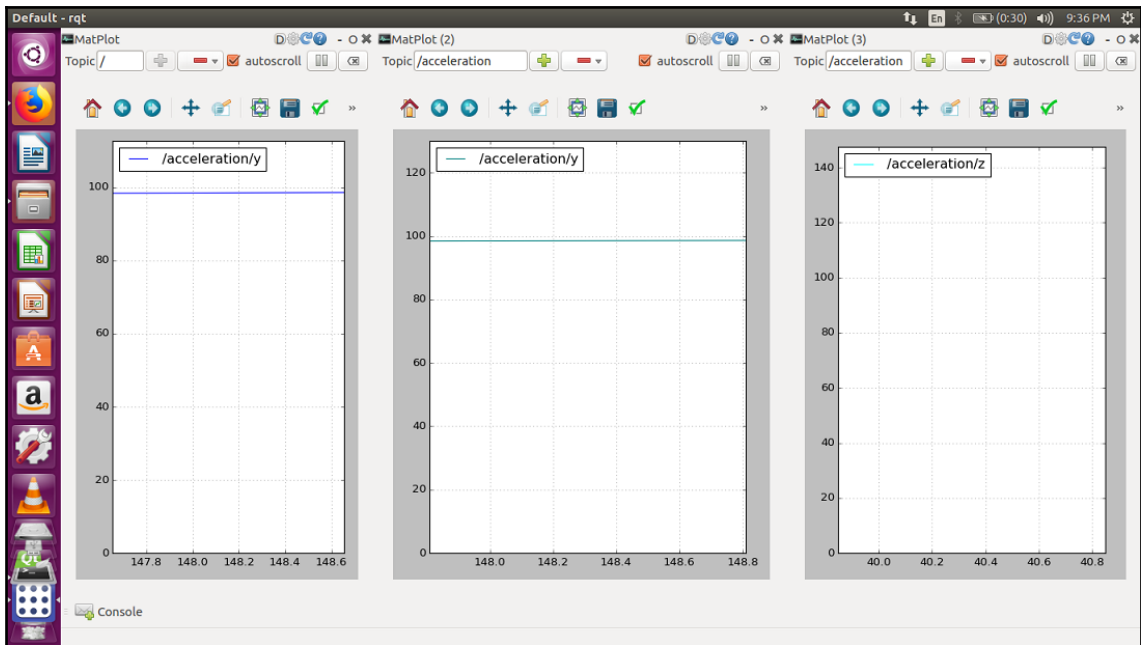 Default - rqt
En (0:30) 9:36 PM
MatPlot D - O
Topic / autoscroll
»
/acceleration/y
100
80
60
40
20
0
147.8 148.0 148.2 148.4 148.6
MatPlot (2) D - O
Topic /acceleration autoscroll
»
/acceleration/y
120
100
80
60
40
20
0
148.0 148.2 148.4 148.6 148.8
MatPlot (3) D - O
Topic /acceleration autoscroll
»
/acceleration/z
140
120
100
80
60
40
20
0
40.0 40.2 40.4 40.6 40.8
Console
a